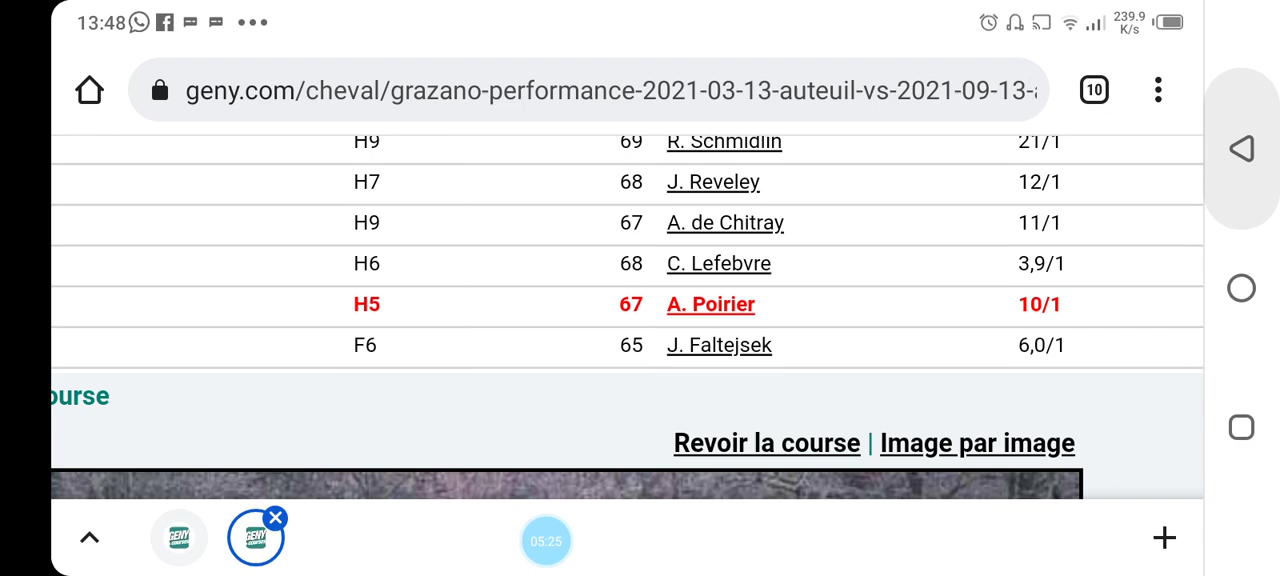 13:48
239.9
K/s
geny.com/cheval/grazano-performance-2021-03-13-auteuil-vs-2021-09-13-
10
H9 69 R. Schmidlin 21/1
H7 68 J. Reveley 12/1
H9 67 A. de Chitray 11/1
H6 68 C. Lefebvre 3,9/1
H5 67 A. Poirier 10/1
F6 65 J. Faltejsek 6,0/1
ourse
Revoir la course | Image par image
GENY
GENY
05:25